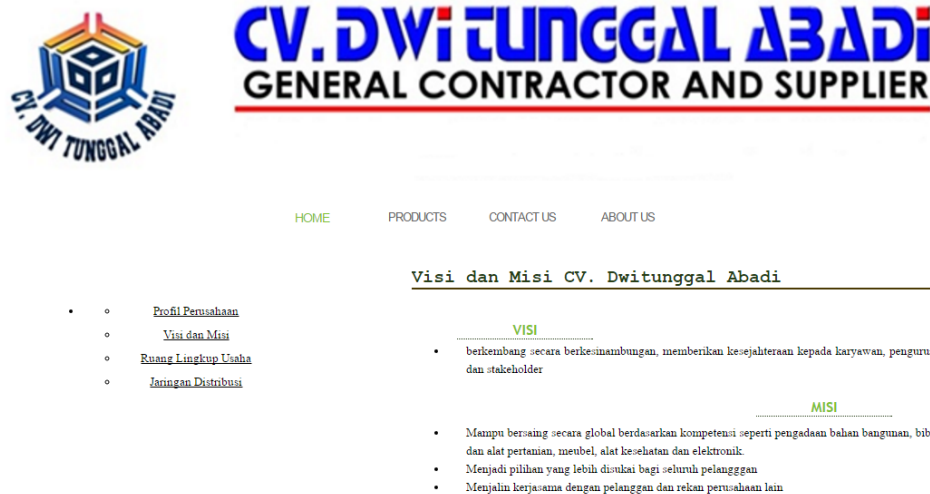 CV. DWI TUNGGAL ABADI
GENERAL CONTRACTOR AND SUPPLIER
CV. DWI TUNGGAL ABADI
HOME PRODUCTS CONTACT US ABOUT US
Visi dan Misi CV. Dwitunggal Abadi
Profil Perusahaan
Visi dan Misi
Ruang Lingkup Usaha
Jaringan Distribusi
VISI
berkembang secara berkesinambungan, memberikan kesejahteraan kepada karyawan, penguru
dan stakeholder
MISI
Mampu bersaing secara global berdasarkan kompetensi seperti pengadaan bahan bangunan, bib
dan alat pertanian, meubel, alat kesehatan dan elektronik.
Menjadi pilihan yang lebih disukai bagi seluruh pelangggan
Menjalin kerjasama dengan pelanggan dan rekan perusahaan lain